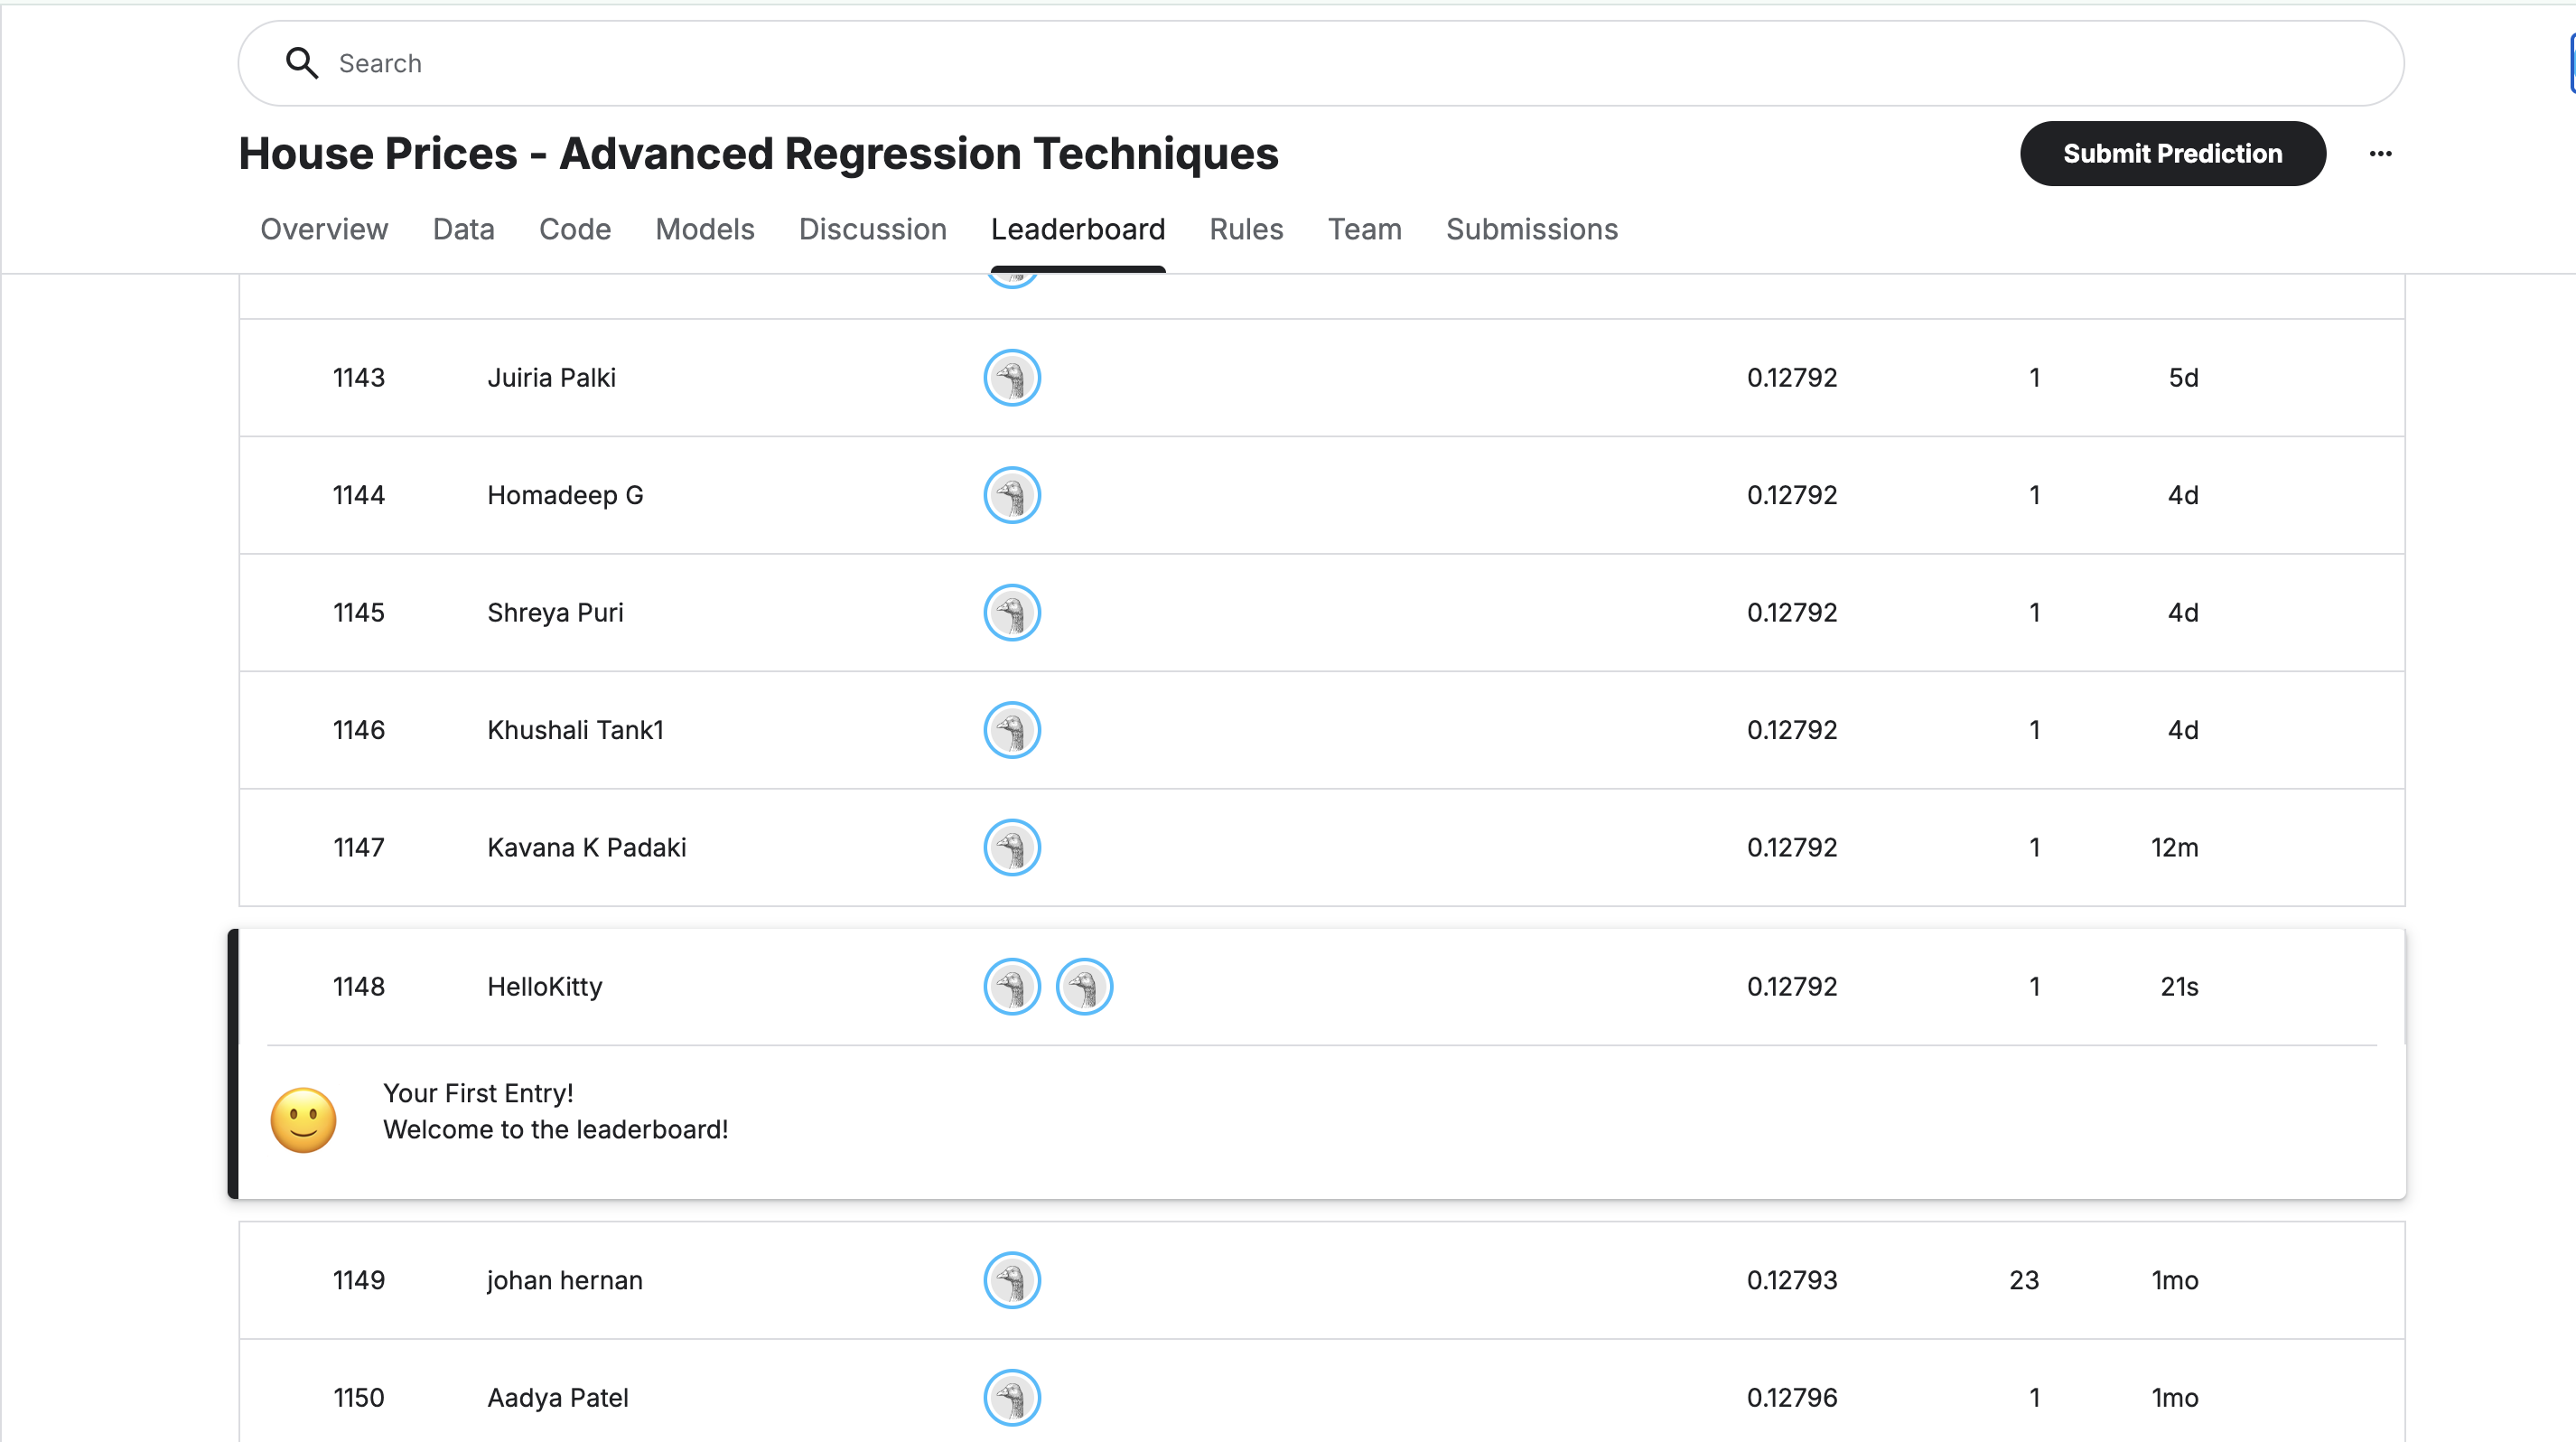 Search
House Prices - Advanced Regression Techniques
Submit Prediction
Overview Data Code Models Discussion Leaderboard Rules Team Submissions
1143 Juiria Palki 0.12792 1 5d
1144 Homadeep G 0.12792 1 4d
1145 Shreya Puri 0.12792 1 4d
1146 Khushali Tank1 0.12792 1 4d
1147 Kavana K Padaki 0.12792 1 12m
1148 HelloKitty 0.12792 1 21s
Your First Entry!
Welcome to the leaderboard!
1149 johan hernan 0.12793 23 1mo
1150 Aadya Patel 0.12796 1 1mo